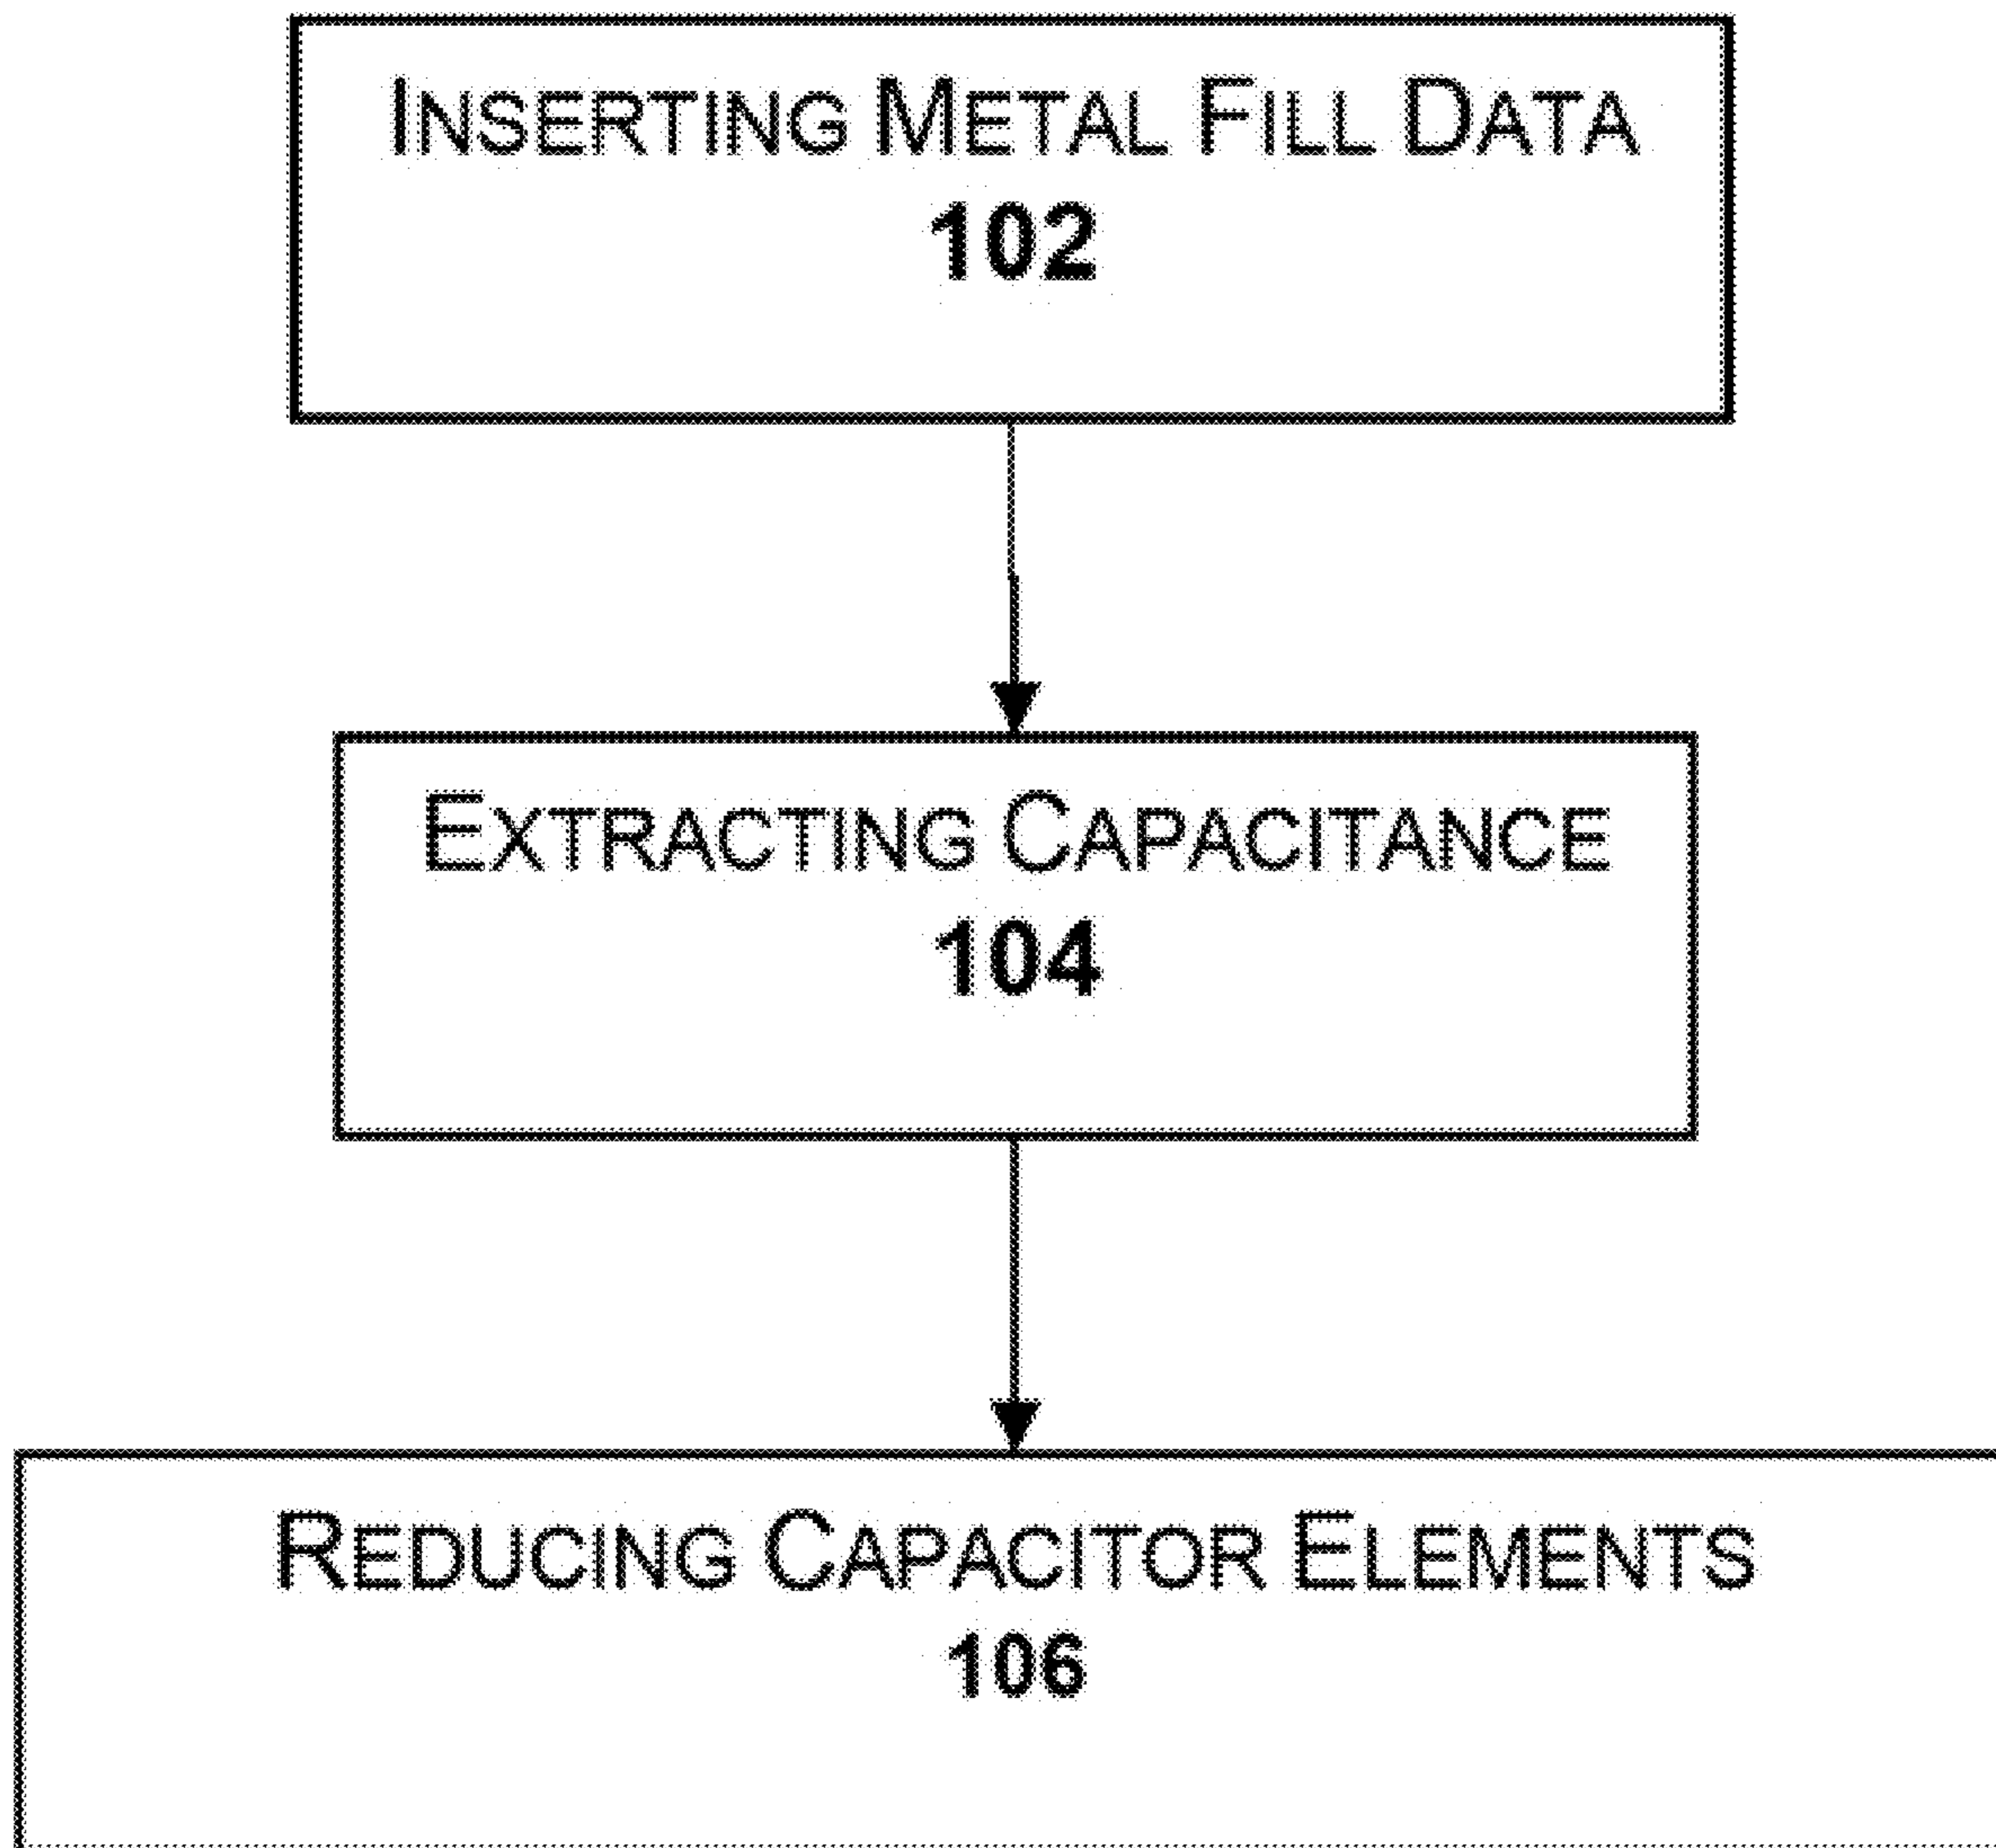 INSERTING METAL FILL DATA
102
EXTRACTING CAPACITANCE
104
REDUCING CAPACITOR ELEMENTS
106